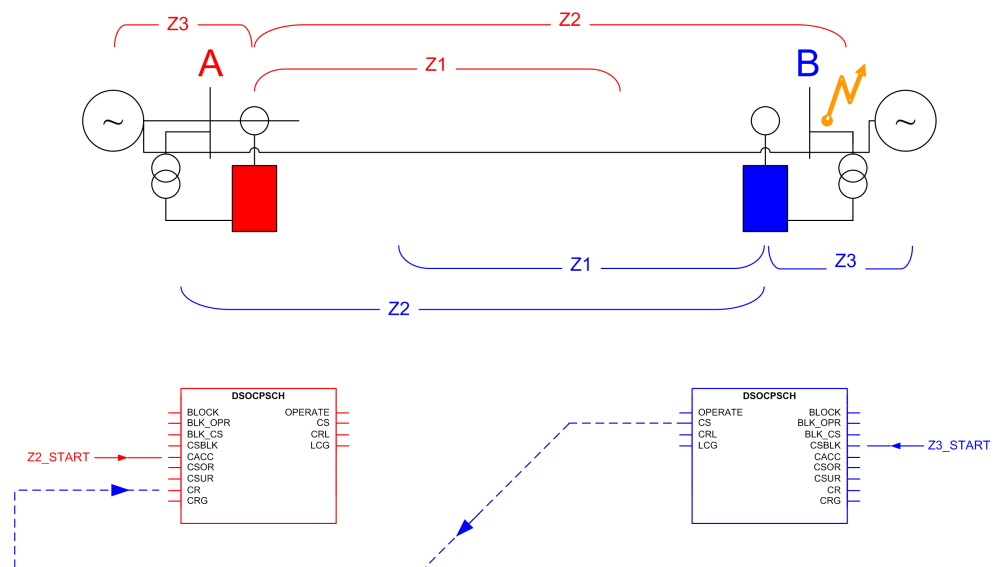 Z3
Z2
Z1
A
B
~
~
Z1
Z3
Z2
DSOCPSCH
BLOCK
BLK_OPR
BLK_CS
CSBLK
CACC
CSOR
CSUR
CR
CRG
OPERATE
CS
CRL
LCG
Z2_START
DSOCPSCH
OPERATE
CS
CRL
LCG
BLOCK
BLK_OPR
BLK_CS
CSBLK
CACC
CSOR
CSUR
CR
CRG
Z3_START